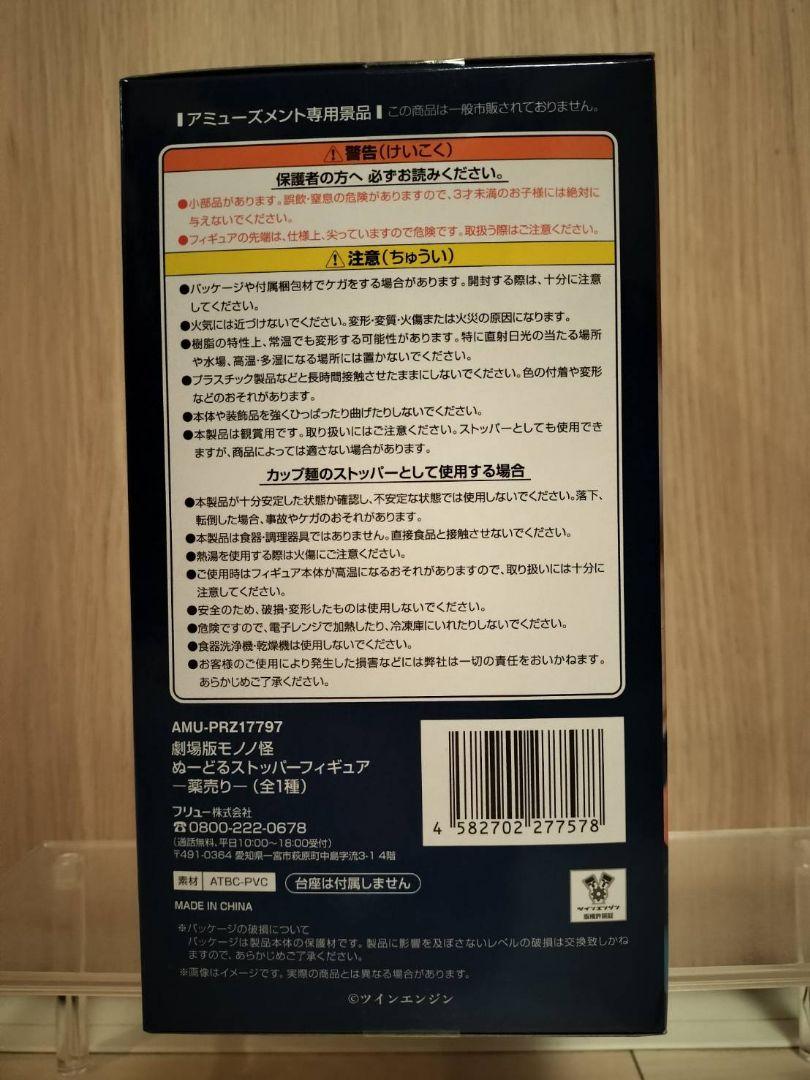 アミューズメント専用景品 この商品は一般市販されておりません。
⚠警告(けいこく)
保護者の方へ 必ずお読みください。
●小部品があります。誤飲・窒息の危険がありますので、3才未満のお子様には絶対に
与えないでください。
●フィギュアの先端は、仕様上、尖っていますので危険です。取扱う際はご注意ください。
⚠注意(ちゅうい)
●パッケージや付属梱包材でケガをする場合があります。開封する際は、十分に注意
してください。
●火気には近づけないでください。変形・変質・火傷または火災の原因になります。
●樹脂の特性上、常温でも変形する可能性があります。特に直射日光の当たる場所
や水場、高温・多湿になる場所には置かないでください。
●プラスチック製品などと長時間接触させたままにしないでください。色の付着や変形
などのおそれがあります。
●本体や装飾品を強くひっぱったり曲げたりしないでください。
●本製品は観賞用です。取り扱いにはご注意ください。ストッパーとしても使用でき
ますが、商品によっては適さない場合があります。
カップ麺のストッパーとして使用する場合
●本製品が十分安定した状態か確認し、不安定な状態では使用しないでください。落下、
転倒した場合、事故やケガのおそれがあります。
●本製品は食器・調理器具ではありません。直接食品と接触させないでください。
●熱湯を使用する際は火傷にご注意ください。
●ご使用時はフィギュア本体が高温になるおそれがありますので、取り扱いには十分に
注意してください。
●安全のため、破損・変形したものは使用しないでください。
●危険ですので、電子レンジで加熱したり、冷凍庫にいれたりしないでください。
●食器洗浄機・乾燥機は使用しないでください。
●お客様のご使用により発生した損害などには弊社は一切の責任をおいかねます。
あらかじめご了承ください。
AMU-PRZ17797
劇場版モノノ怪
ぬーどるストッパーフィギュア
―薬売り―(全1種)
フリュー株式会社
☎0800-222-0678
(通話無料、平日10:00～18:00受付)
〒491-0364 愛知県一宮市萩原町中島字流3-1 4階
4 582702 277578
素材 ATBC-PVC 台座は付属しません
MADE IN CHINA
ツインエンジン
版権許諾証
※パッケージの破損について
パッケージは製品本体の保護材です。製品に影響を及ぼさないレベルの破損は交換致しかね
ますので、あらかじめご了承ください。
※画像はイメージです。実際の商品とは異なる場合があります。
©ツインエンジン